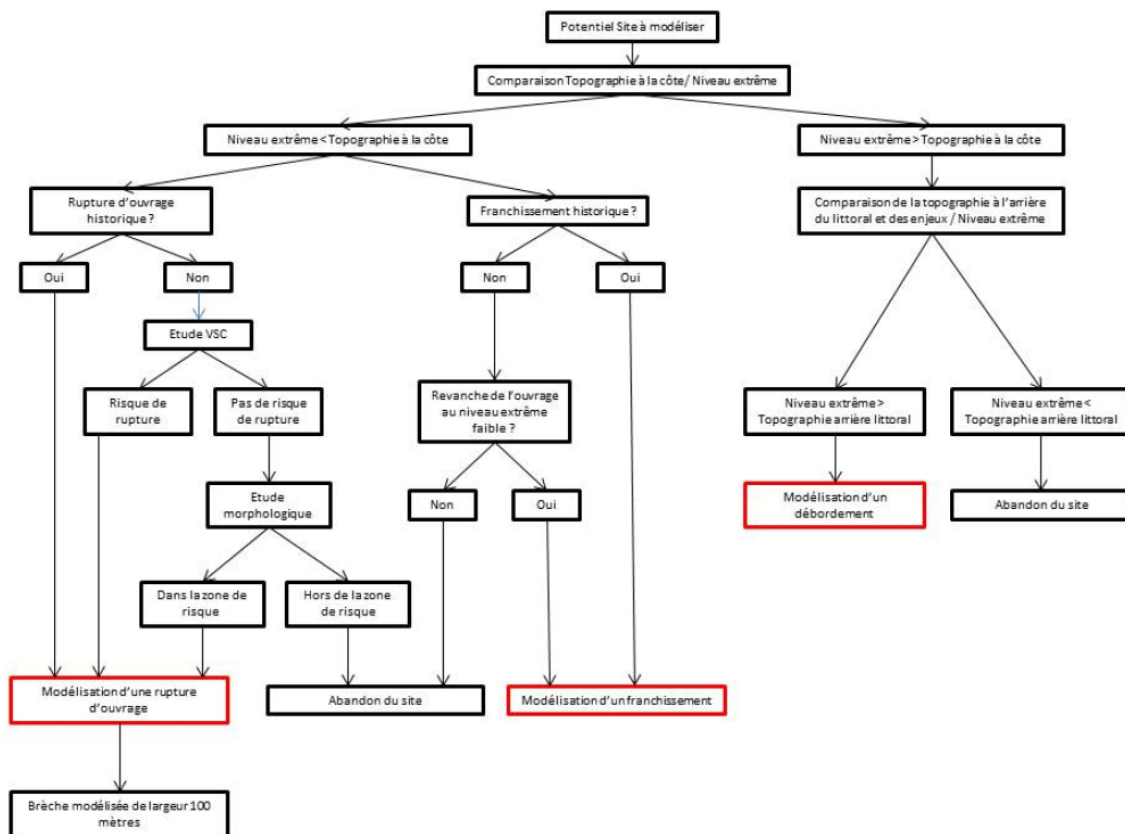 Potentiel Site à modéliser
Comparaison Topographie à la côte/ Niveau extrême
Niveau extrême < Topographie à la côte
Niveau extrême > Topographie à la côte
Rupture d'ouvrage
historique ?
Franchissement historique ?
Comparaison de la topographie à l'arrière
du littoral et des enjeux / Niveau extrême
Oui
Non
Non
Oui
Etude VSC
Risque de
rupture
Pas de risque
de rupture
Revanche de l'ouvrage
au niveau extrême
faible ?
Niveau extrême >
Topographie arrière littoral
Niveau extrême <
Topographie arrière littoral
Etude
morphologique
Non
Oui
Modélisation d'un
débordement
Abandon du site
Dans la zone de
risque
Hors de la zone
de risque
Modélisation d'une rupture
d'ouvrage
Abandon du site
Modélisation d'un franchissement
Brèche modélisée de largeur 100
mètres